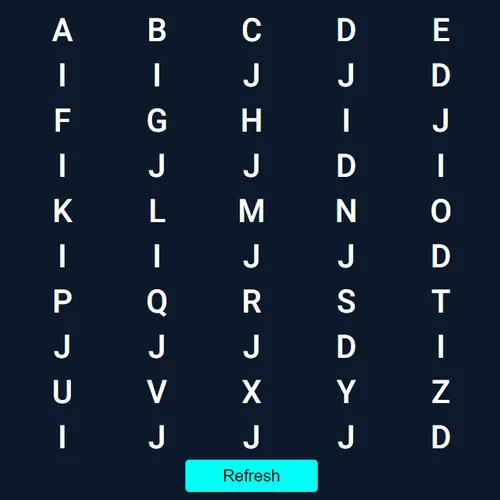 A B C D E
I I J J D
F G H I J
I J J D I
K L M N O
I I J J D
P Q R S T
J J J D I
U V X Y Z
I J J J D
Refresh